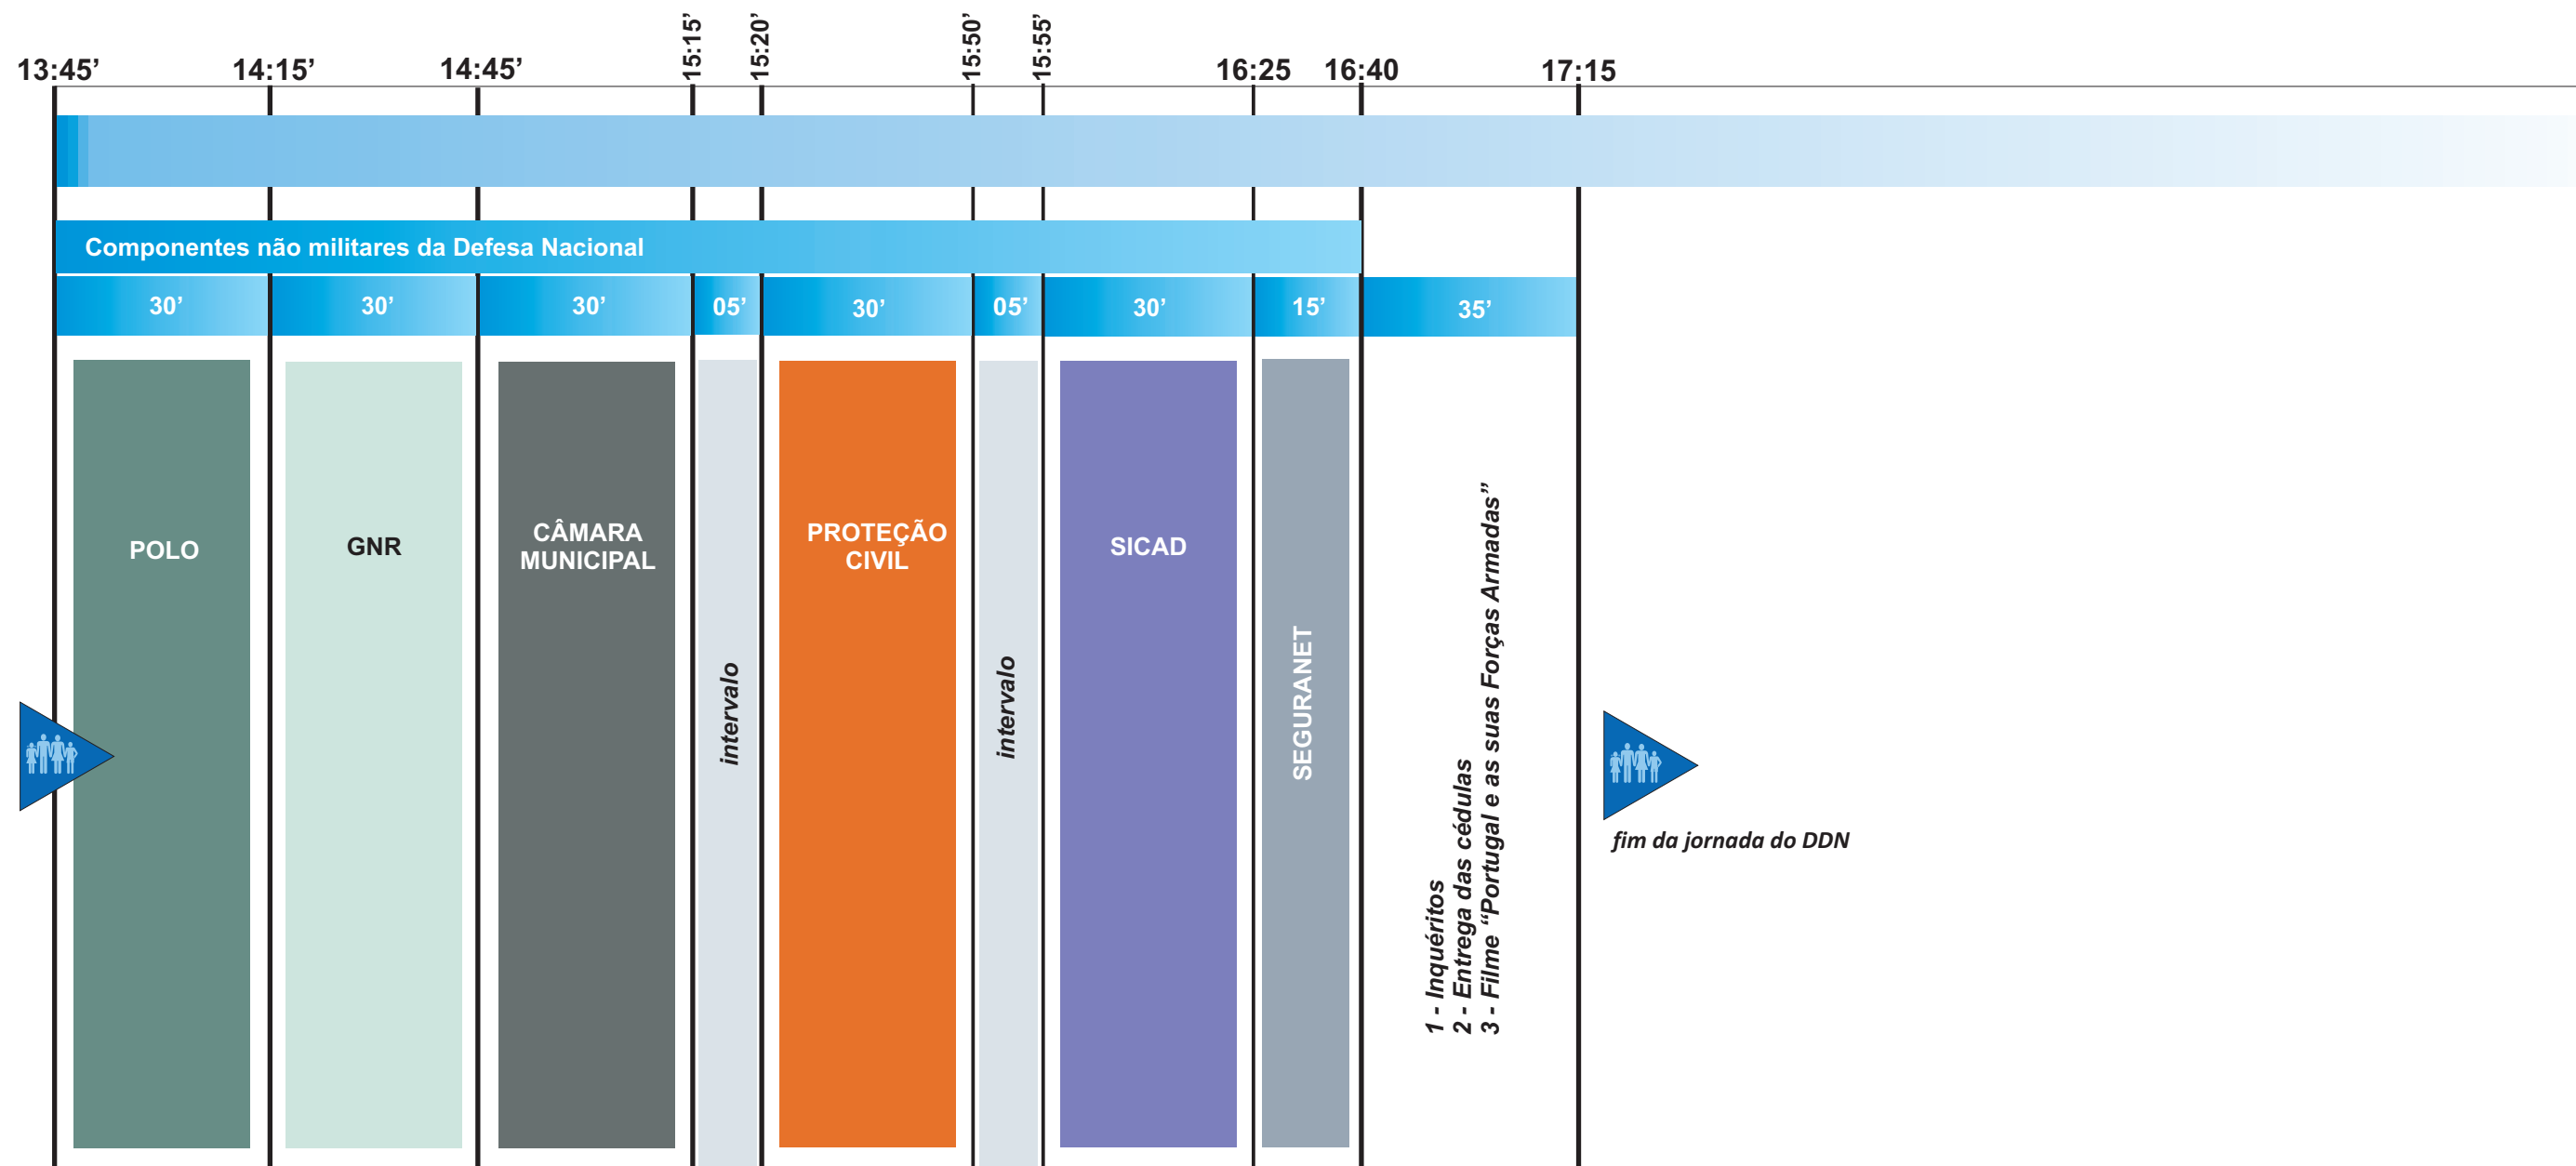 13:45’
14:15’
14:45’
15:15’
15:20’
15:50’
15:55’
16:25
16:40
17:15
Componentes não militares da Defesa Nacional
30’
30’
30’
05’
30’
05’
30’
15’
35’
POLO
GNR
CÂMARA
MUNICIPAL
intervalo
PROTEÇÃO
CIVIL
intervalo
SICAD
SEGURANET
1 - Inquéritos
2 - Entrega das cédulas
3 - Filme “Portugal e as suas Forças Armadas”
fim da jornada do DDN